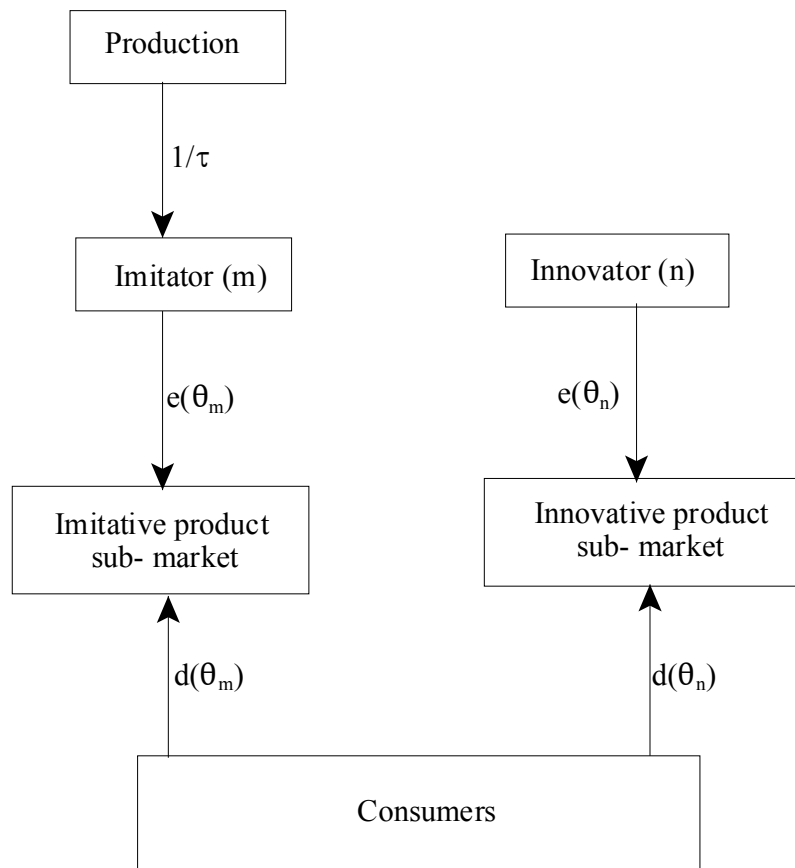 Production
1/τ
Imitator (m)
Innovator (n)
e(θm)
e(θn)
Imitative product
sub- market
Innovative product
sub- market
d(θm)
d(θn)
Consumers